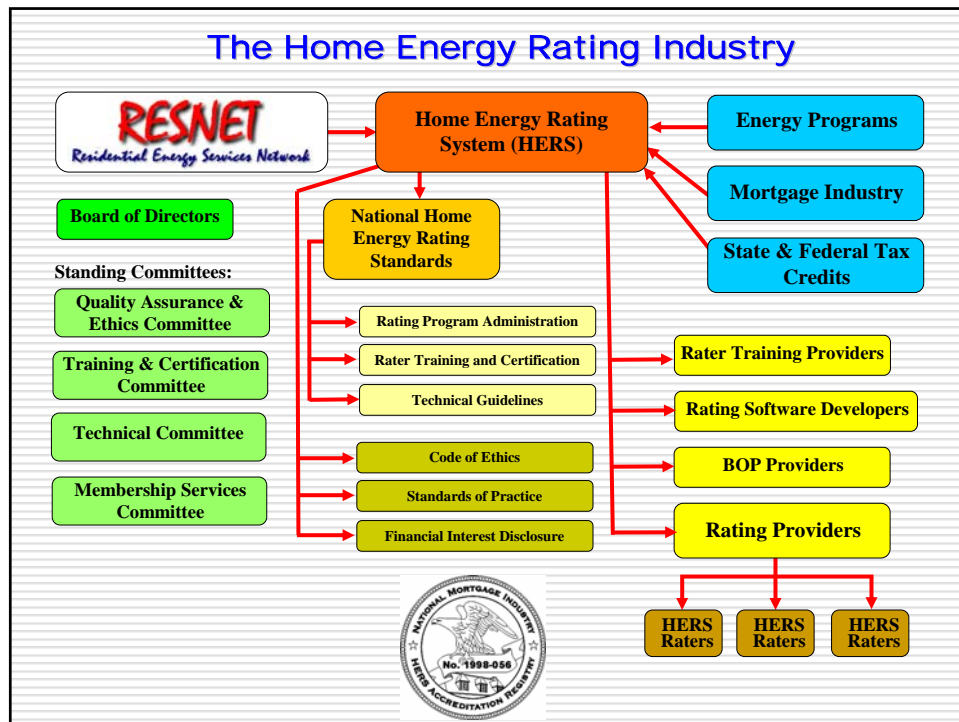 The Home Energy Rating Industry
RESNET
Residential Energy Services Network
Home Energy Rating
System (HERS)
Energy Programs
Mortgage Industry
State & Federal Tax
Credits
Board of Directors
National Home
Energy Rating
Standards
Standing Committees:
Quality Assurance &
Ethics Committee
Training & Certification
Committee
Technical Committee
Membership Services
Committee
Rating Program Administration
Rater Training and Certification
Technical Guidelines
Code of Ethics
Standards of Practice
Financial Interest Disclosure
Rater Training Providers
Rating Software Developers
BOP Providers
Rating Providers
HERS
Raters
HERS
Raters
HERS
Raters
NATIONAL MORTGAGE INDUSTRY
No. 1998-056
HERS ACCREDITATION REGISTRY